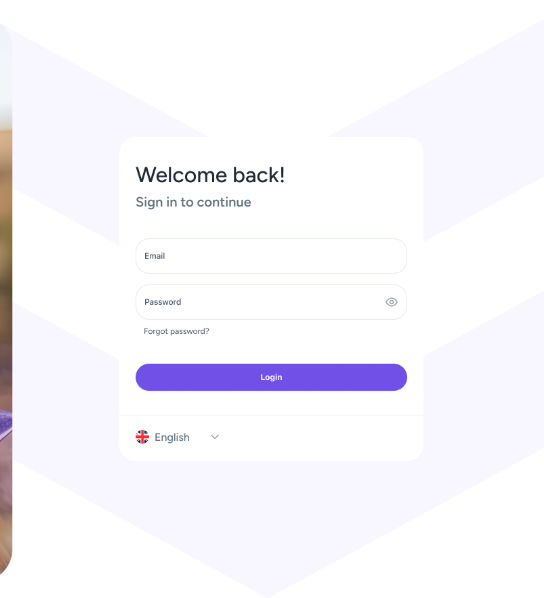 Welcome back!
Sign in to continue
Email
Password
Forgot password?
Login
English